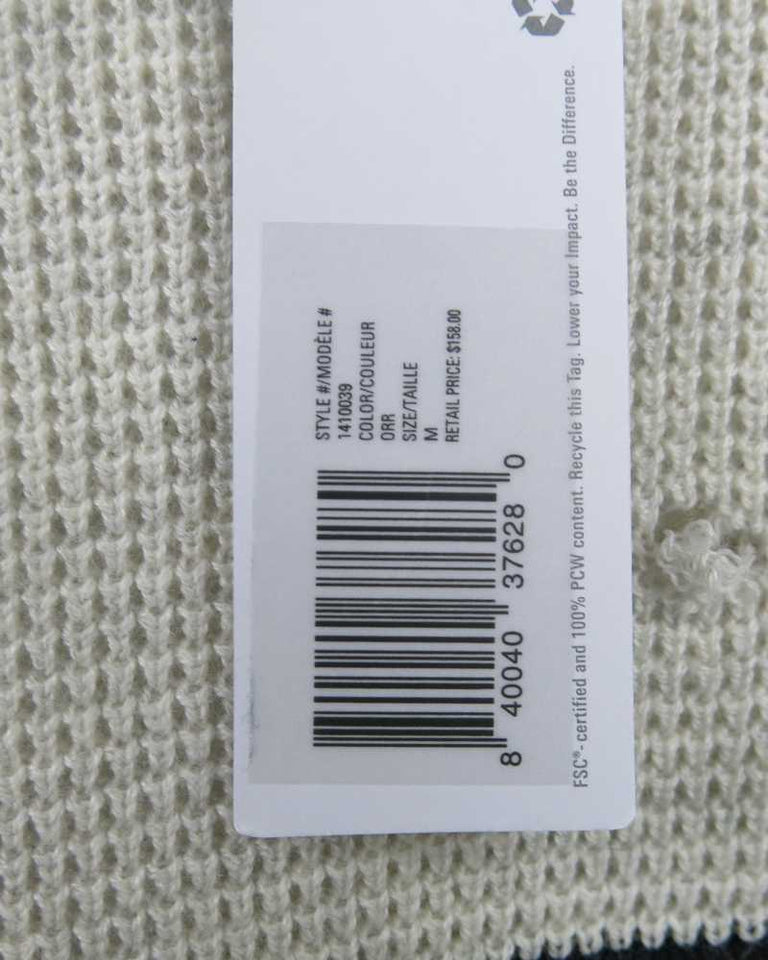 STYLE #/MODÈLE #
1410039
COLOR/COULEUR
ORR
SIZE/TAILLE
M
RETAIL PRICE: $158.00
8 40040 37628 0
FSC®-certified and 100% PCW content. Recycle this Tag. Lower your Impact. Be the Difference.